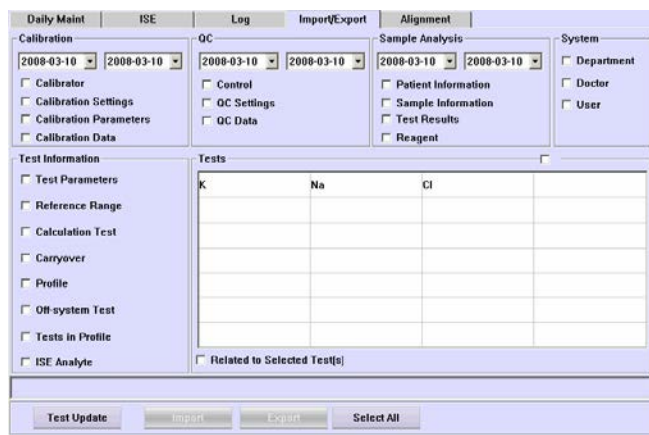 Daily Maint ISE Log Import/Export Alignment
Calibration QC Sample Analysis System
2008-03-10 2008-03-10 2008-03-10 2008-03-10 2008-03-10 2008-03-10
Calibrator
Calibration Settings
Calibration Parameters
Calibration Data
Control
QC Settings
QC Data
Patient Information
Sample Information
Test Results
Reagent
Department
Doctor
User
Test Information
Test Parameters
Reference Range
Calculation Test
Carryover
Profile
Off-system Test
Tests in Profile
ISE Analyte
Tests
K Na Cl
Related to Selected Test(s)
Test Update Import Export Select All